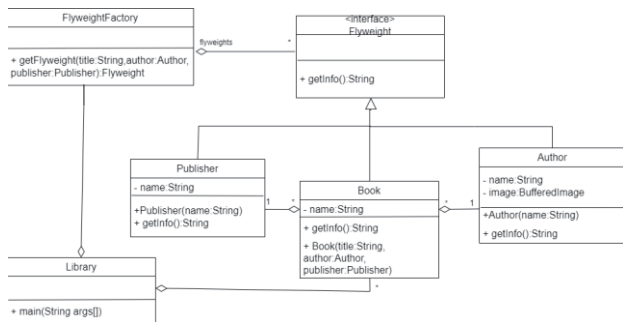 FlyweightFactory
+ getFlyweight(title:String,author:Author,
publisher:Publisher):Flyweight
flyweights
*
<interface>
Flyweight
+ getInfo():String
Publisher
- name:String
+Publisher(name:String)
+ getInfo():String
1
*
Book
- name:String
+ getInfo():String
+ Book(title:String,
author:Author,
publisher:Publisher)
*
1
Author
- name:String
- image:BufferedImage
+Author(name:String)
+ getInfo():String
Library
+ main(String args[])
*